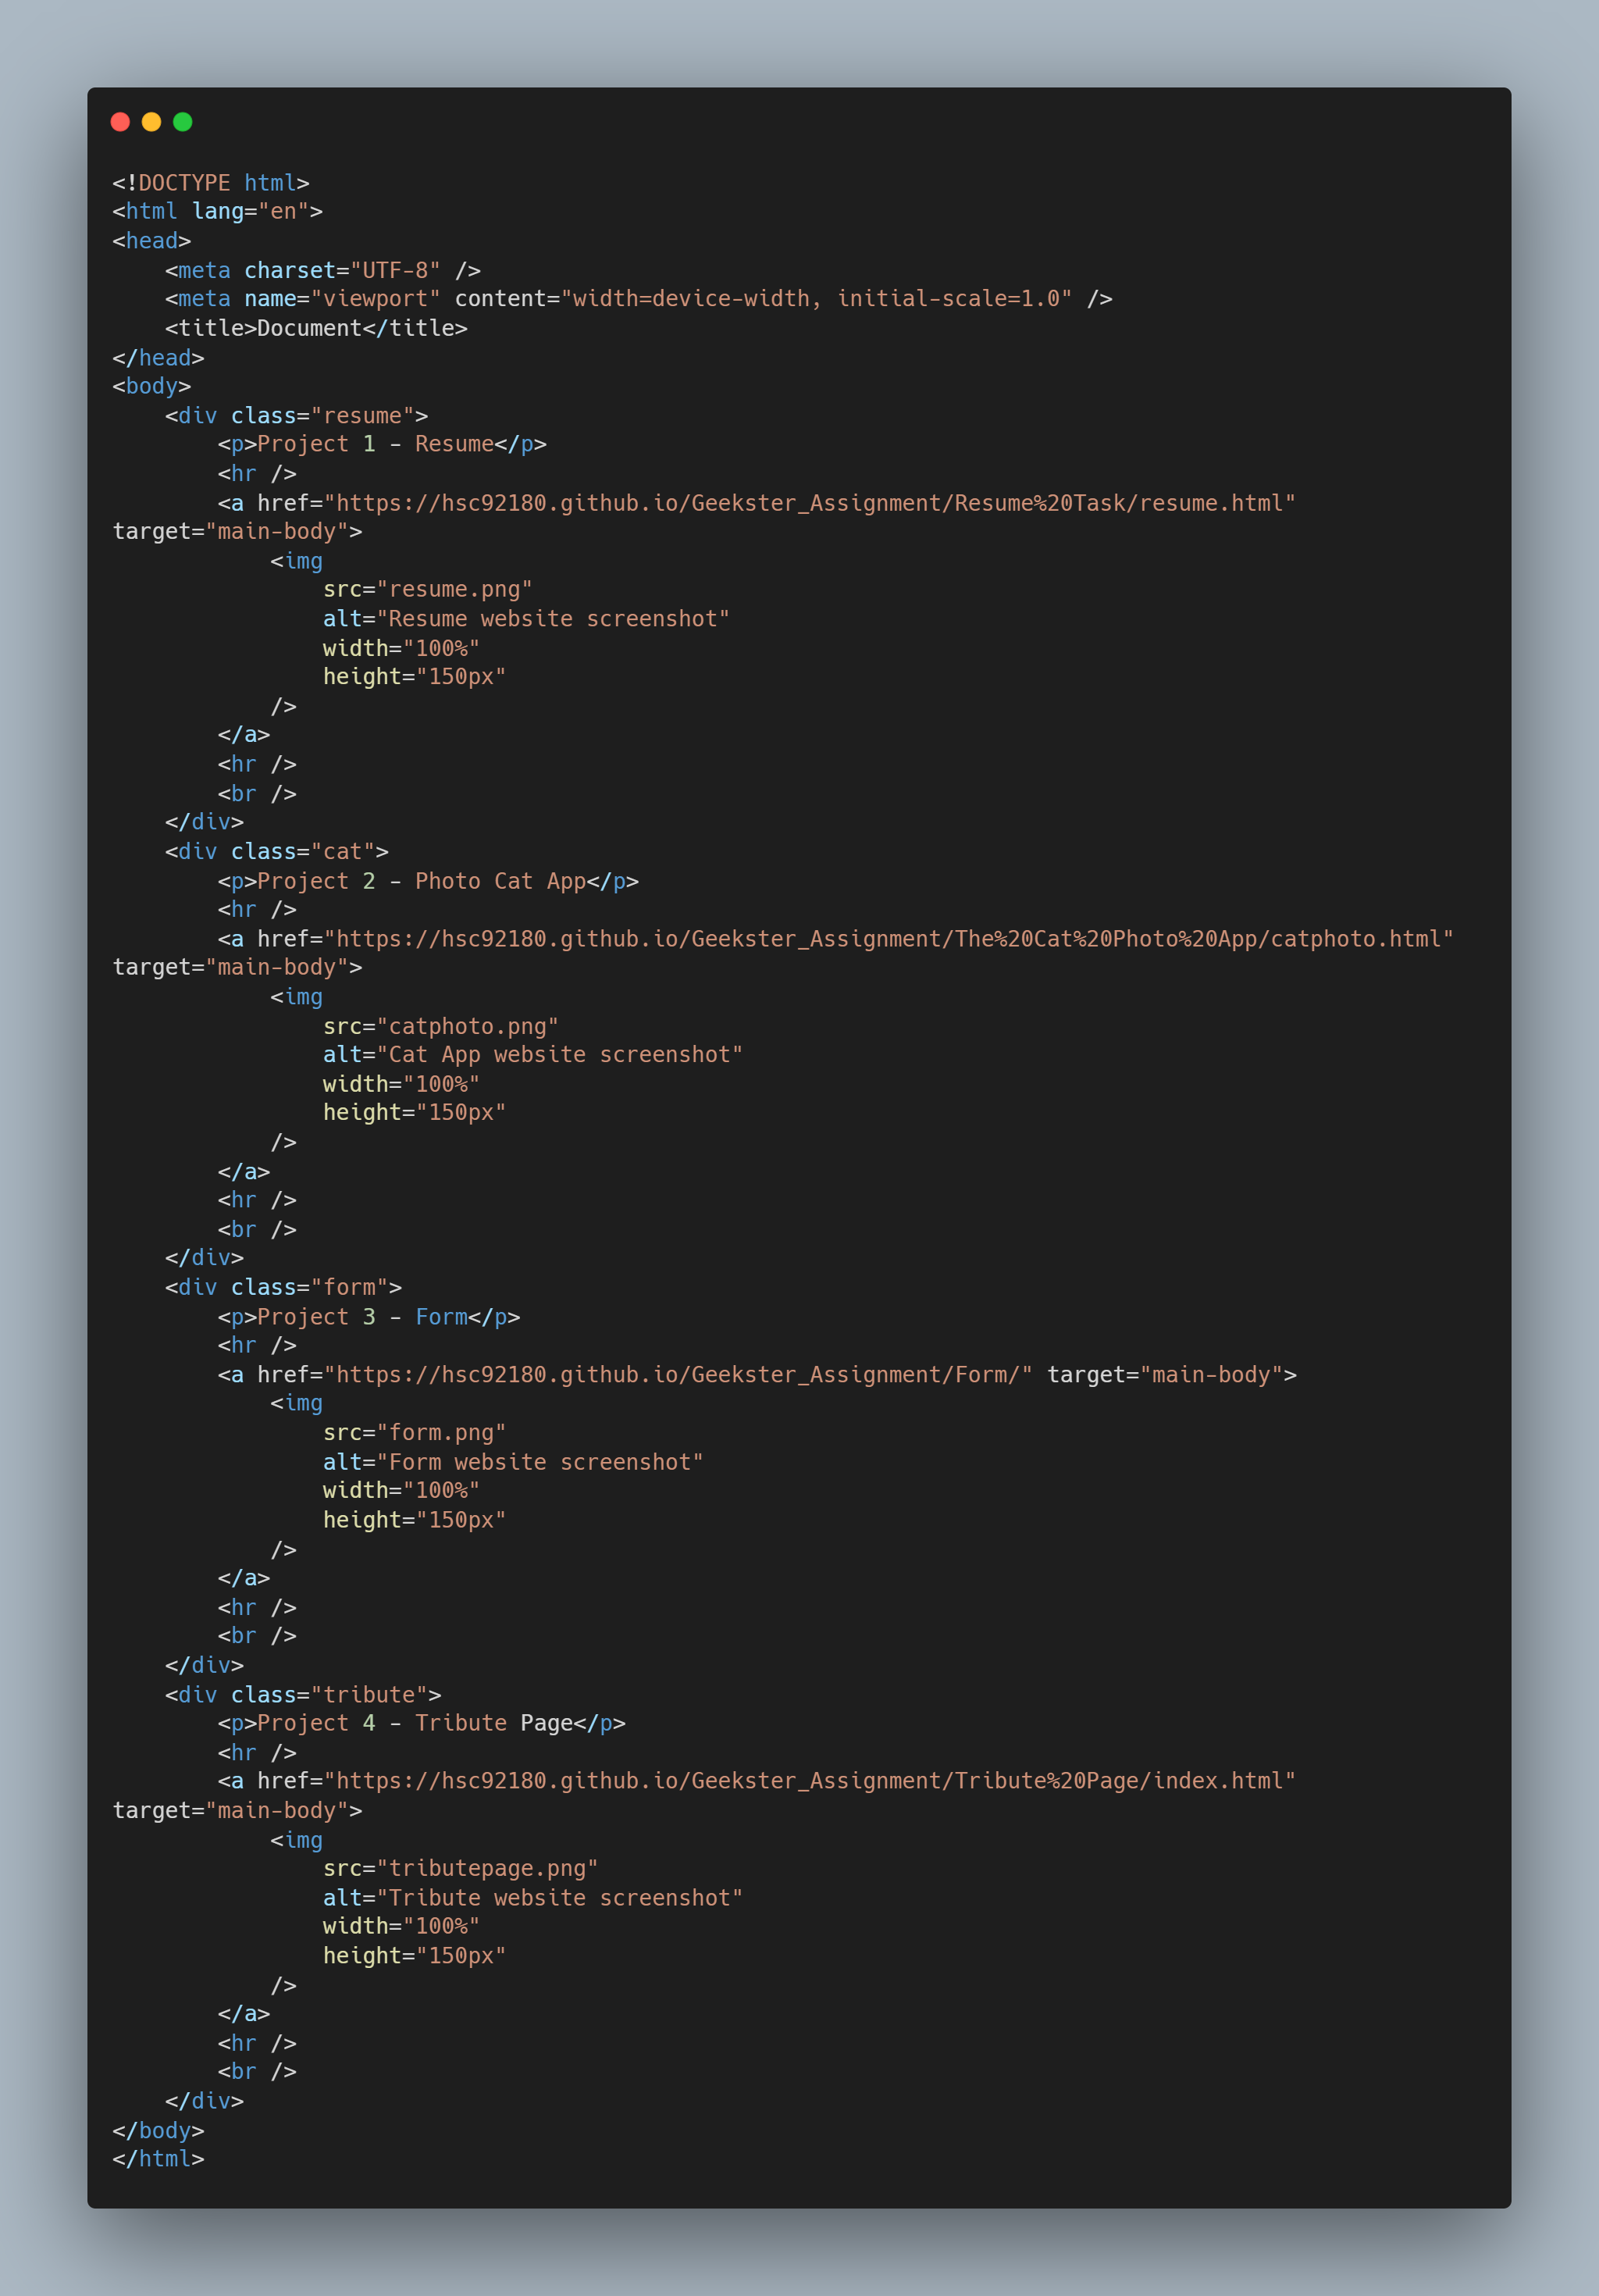 <!DOCTYPE html>
<html lang="en">
<head>
    <meta charset="UTF-8" />
    <meta name="viewport" content="width=device-width, initial-scale=1.0" />
    <title>Document</title>
</head>
<body>
    <div class="resume">
        <p>Project 1 - Resume</p>
        <hr />
        <a href="https://hsc92180.github.io/Geekster_Assignment/Resume%20Task/resume.html"
target="main-body">
            <img
                src="resume.png"
                alt="Resume website screenshot"
                width="100%"
                height="150px"
            />
        </a>
        <hr />
        <br />
    </div>
    <div class="cat">
        <p>Project 2 - Photo Cat App</p>
        <hr />
        <a href="https://hsc92180.github.io/Geekster_Assignment/The%20Cat%20Photo%20App/catphoto.html"
target="main-body">
            <img
                src="catphoto.png"
                alt="Cat App website screenshot"
                width="100%"
                height="150px"
            />
        </a>
        <hr />
        <br />
    </div>
    <div class="form">
        <p>Project 3 - Form</p>
        <hr />
        <a href="https://hsc92180.github.io/Geekster_Assignment/Form/" target="main-body">
            <img
                src="form.png"
                alt="Form website screenshot"
                width="100%"
                height="150px"
            />
        </a>
        <hr />
        <br />
    </div>
    <div class="tribute">
        <p>Project 4 - Tribute Page</p>
        <hr />
        <a href="https://hsc92180.github.io/Geekster_Assignment/Tribute%20Page/index.html"
target="main-body">
            <img
                src="tributepage.png"
                alt="Tribute website screenshot"
                width="100%"
                height="150px"
            />
        </a>
        <hr />
        <br />
    </div>
</body>
</html>